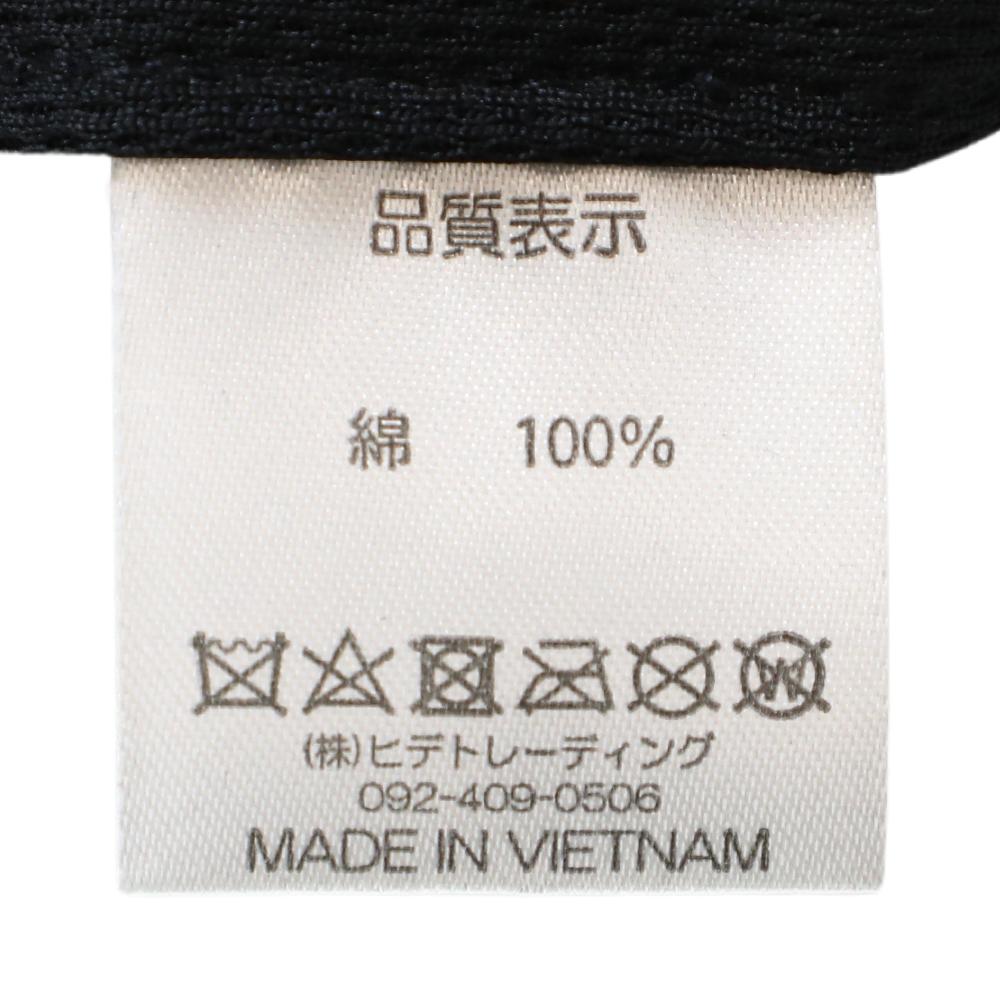 品質表示
綿 100%
(株)ヒデトレーディング
092-409-0506
MADE IN VIETNAM